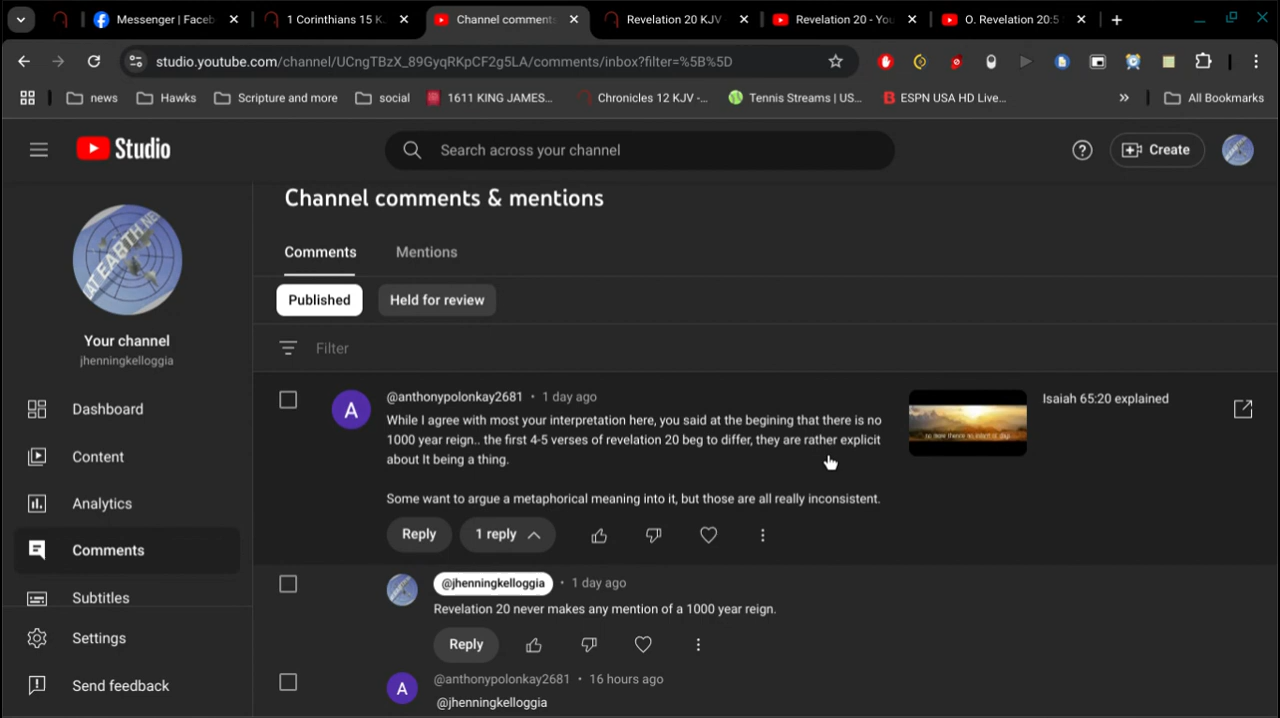 Messenger | Faceb
1 Corinthians 15 K
Channel comment
Revelation 20 KJV
Revelation 20 - You
O. Revelation 20:5
studio.youtube.com/channel/UCngTBzX_89GyqRKpCF2g5LA/comments/inbox?filter=%5B%5D
news
Hawks
Scripture and more
social
1611 KING JAMES...
Chronicles 12 KJV -...
Tennis Streams | US...
ESPN USA HD Live...
»
All Bookmarks
Studio
Search across your channel
Create
AT EARTH.NE
Your channel
jhenningkelloggia
Dashboard
Content
Analytics
Comments
Subtitles
Settings
Send feedback
Channel comments & mentions
Comments
Mentions
Published
Held for review
Filter
A
@anthonypolonkay2681 • 1 day ago
While I agree with most your interpretation here, you said at the begining that there is no
1000 year reign.. the first 4-5 verses of revelation 20 beg to differ, they are rather explicit
about It being a thing.
Some want to argue a metaphorical meaning into it, but those are all really inconsistent.
Isaiah 65:20 explained
Reply
1 reply
@jhenningkelloggia • 1 day ago
Revelation 20 never makes any mention of a 1000 year reign.
Reply
A
@anthonypolonkay2681 • 16 hours ago
@jhenningkelloggia